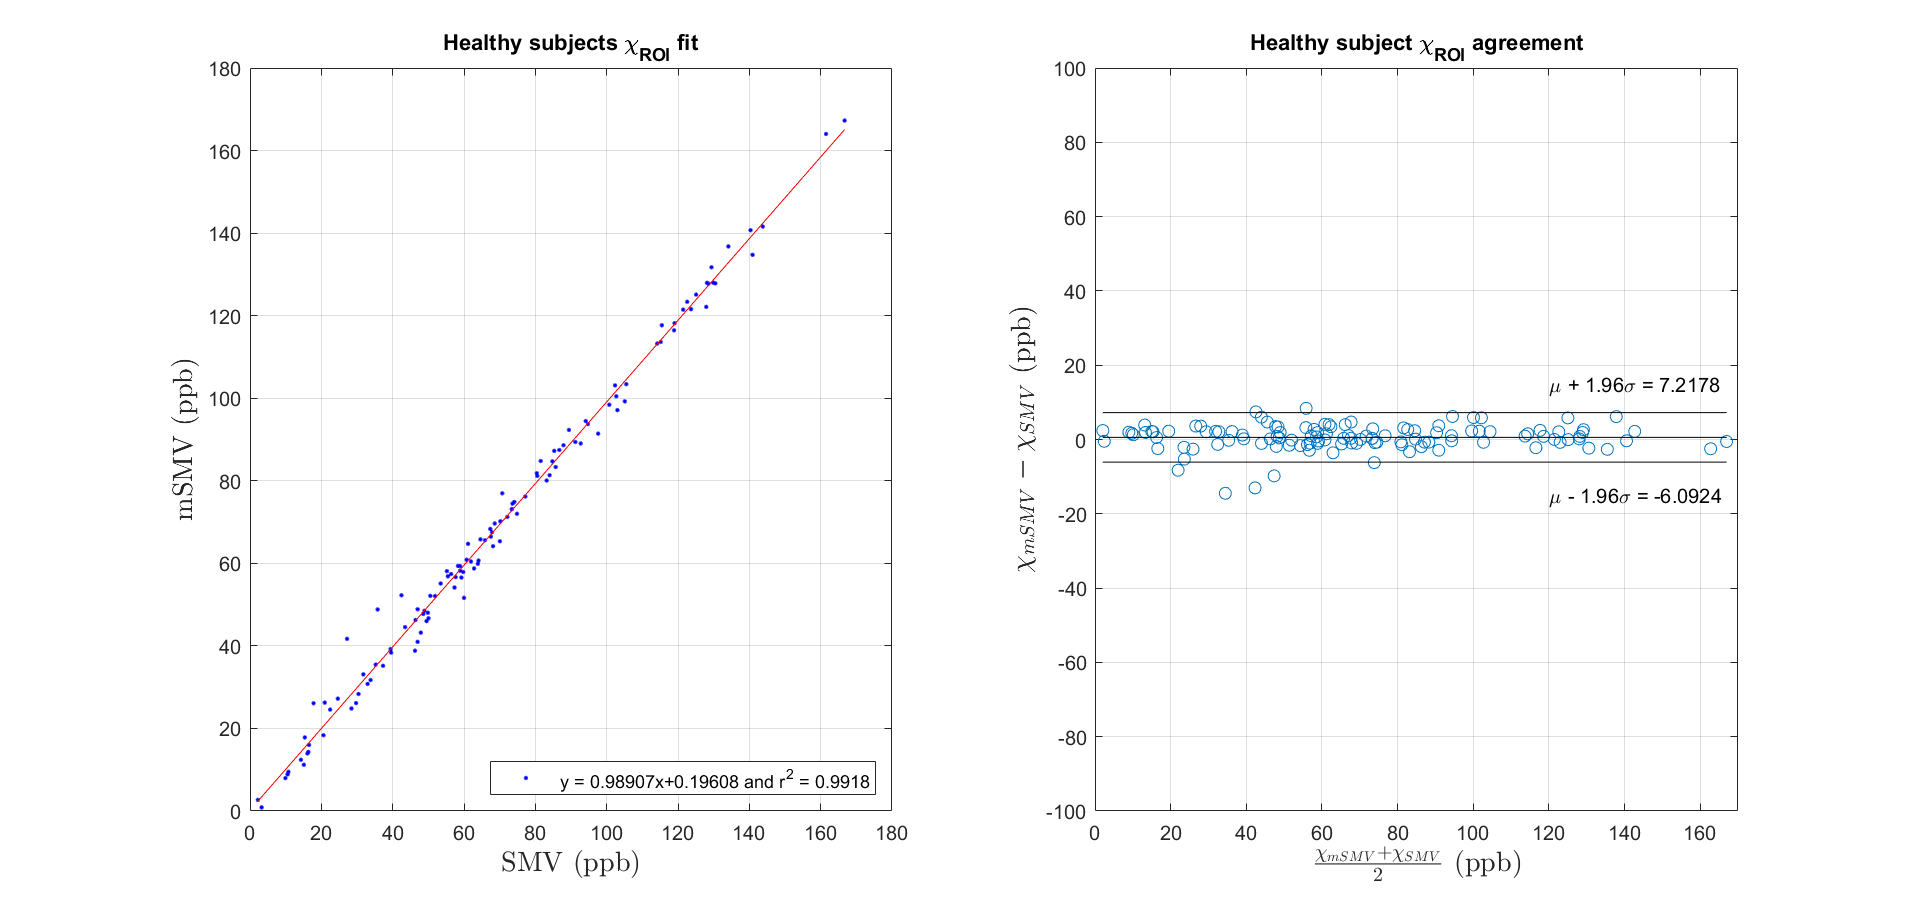 Healthy subjects χROI fit
180
160
140
120
100
80
60
40
20
0
mSMV (ppb)
y = 0.98907x+0.19608 and r² = 0.9918
0 20 40 60 80 100 120 140 160 180
SMV (ppb)
Healthy subject χROI agreement
100
80
60
40
20
0
-20
-40
-60
-80
-100
χmSMV − χSMV (ppb)
μ + 1.96σ = 7.2178
μ - 1.96σ = -6.0924
0 20 40 60 80 100 120 140 160
χmSMV+χSMV
2
(ppb)